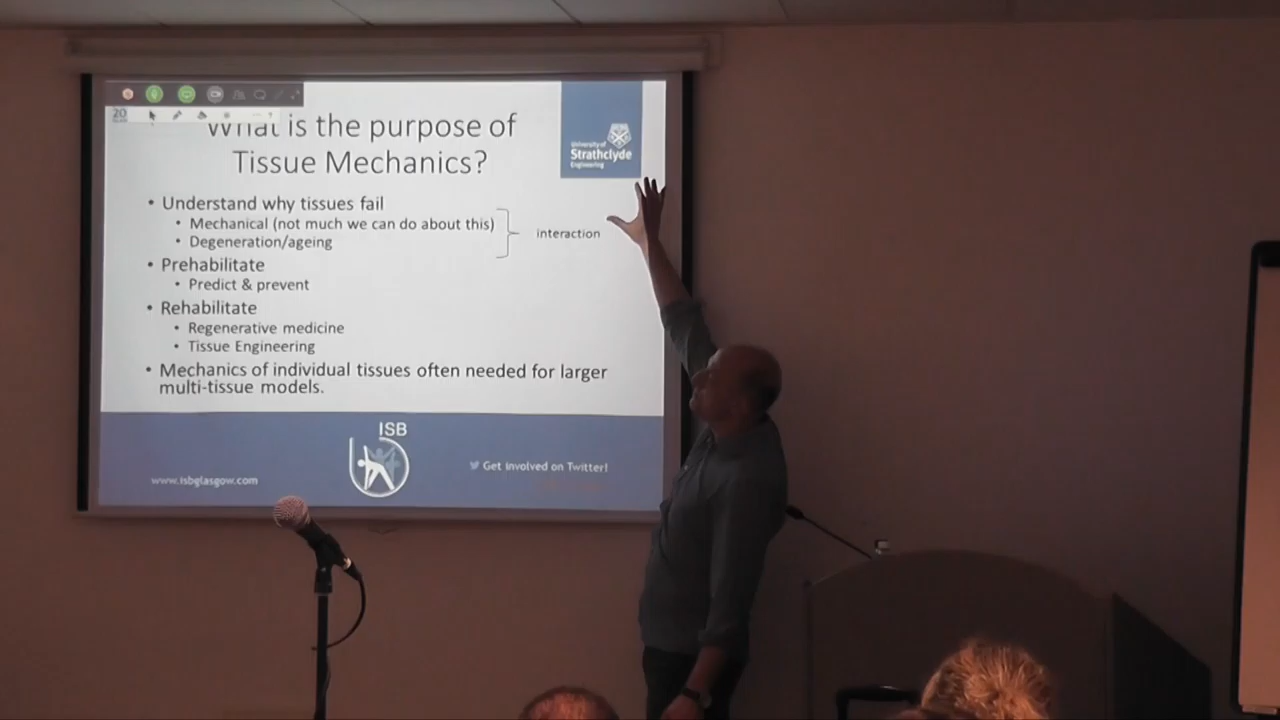 20
What is the purpose of
Tissue Mechanics?
University of
Strathclyde
Engineering
• Understand why tissues fail
• Mechanical (not much we can do about this)
• Degeneration/ageing
interaction
• Prehabilitate
• Predict & prevent
• Rehabilitate
• Regenerative medicine
• Tissue Engineering
• Mechanics of individual tissues often needed for larger
multi-tissue models.
ISB
www.isbglasgow.com
Get involved on Twitter!